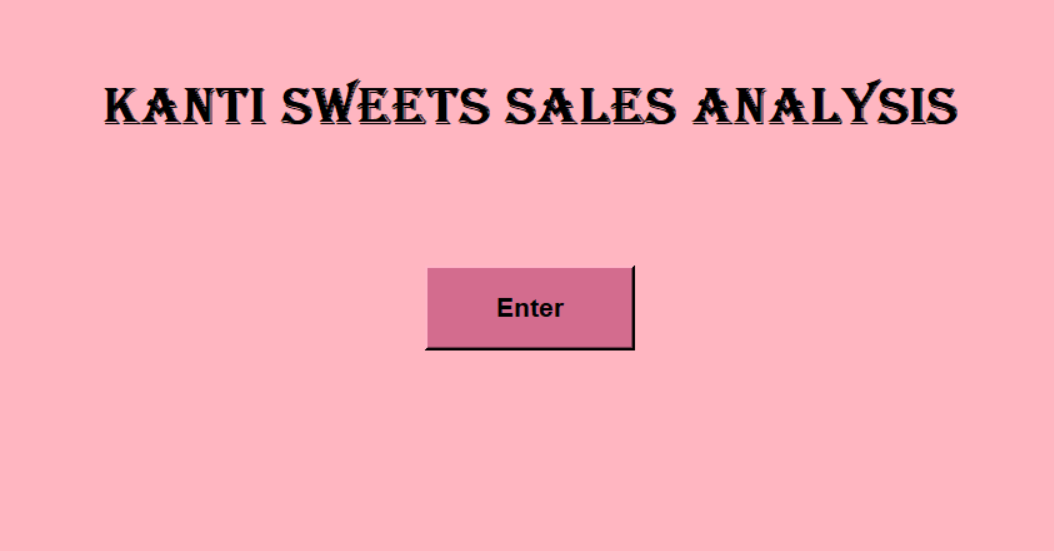 KANTI SWEETS SALES ANALYSIS
Enter